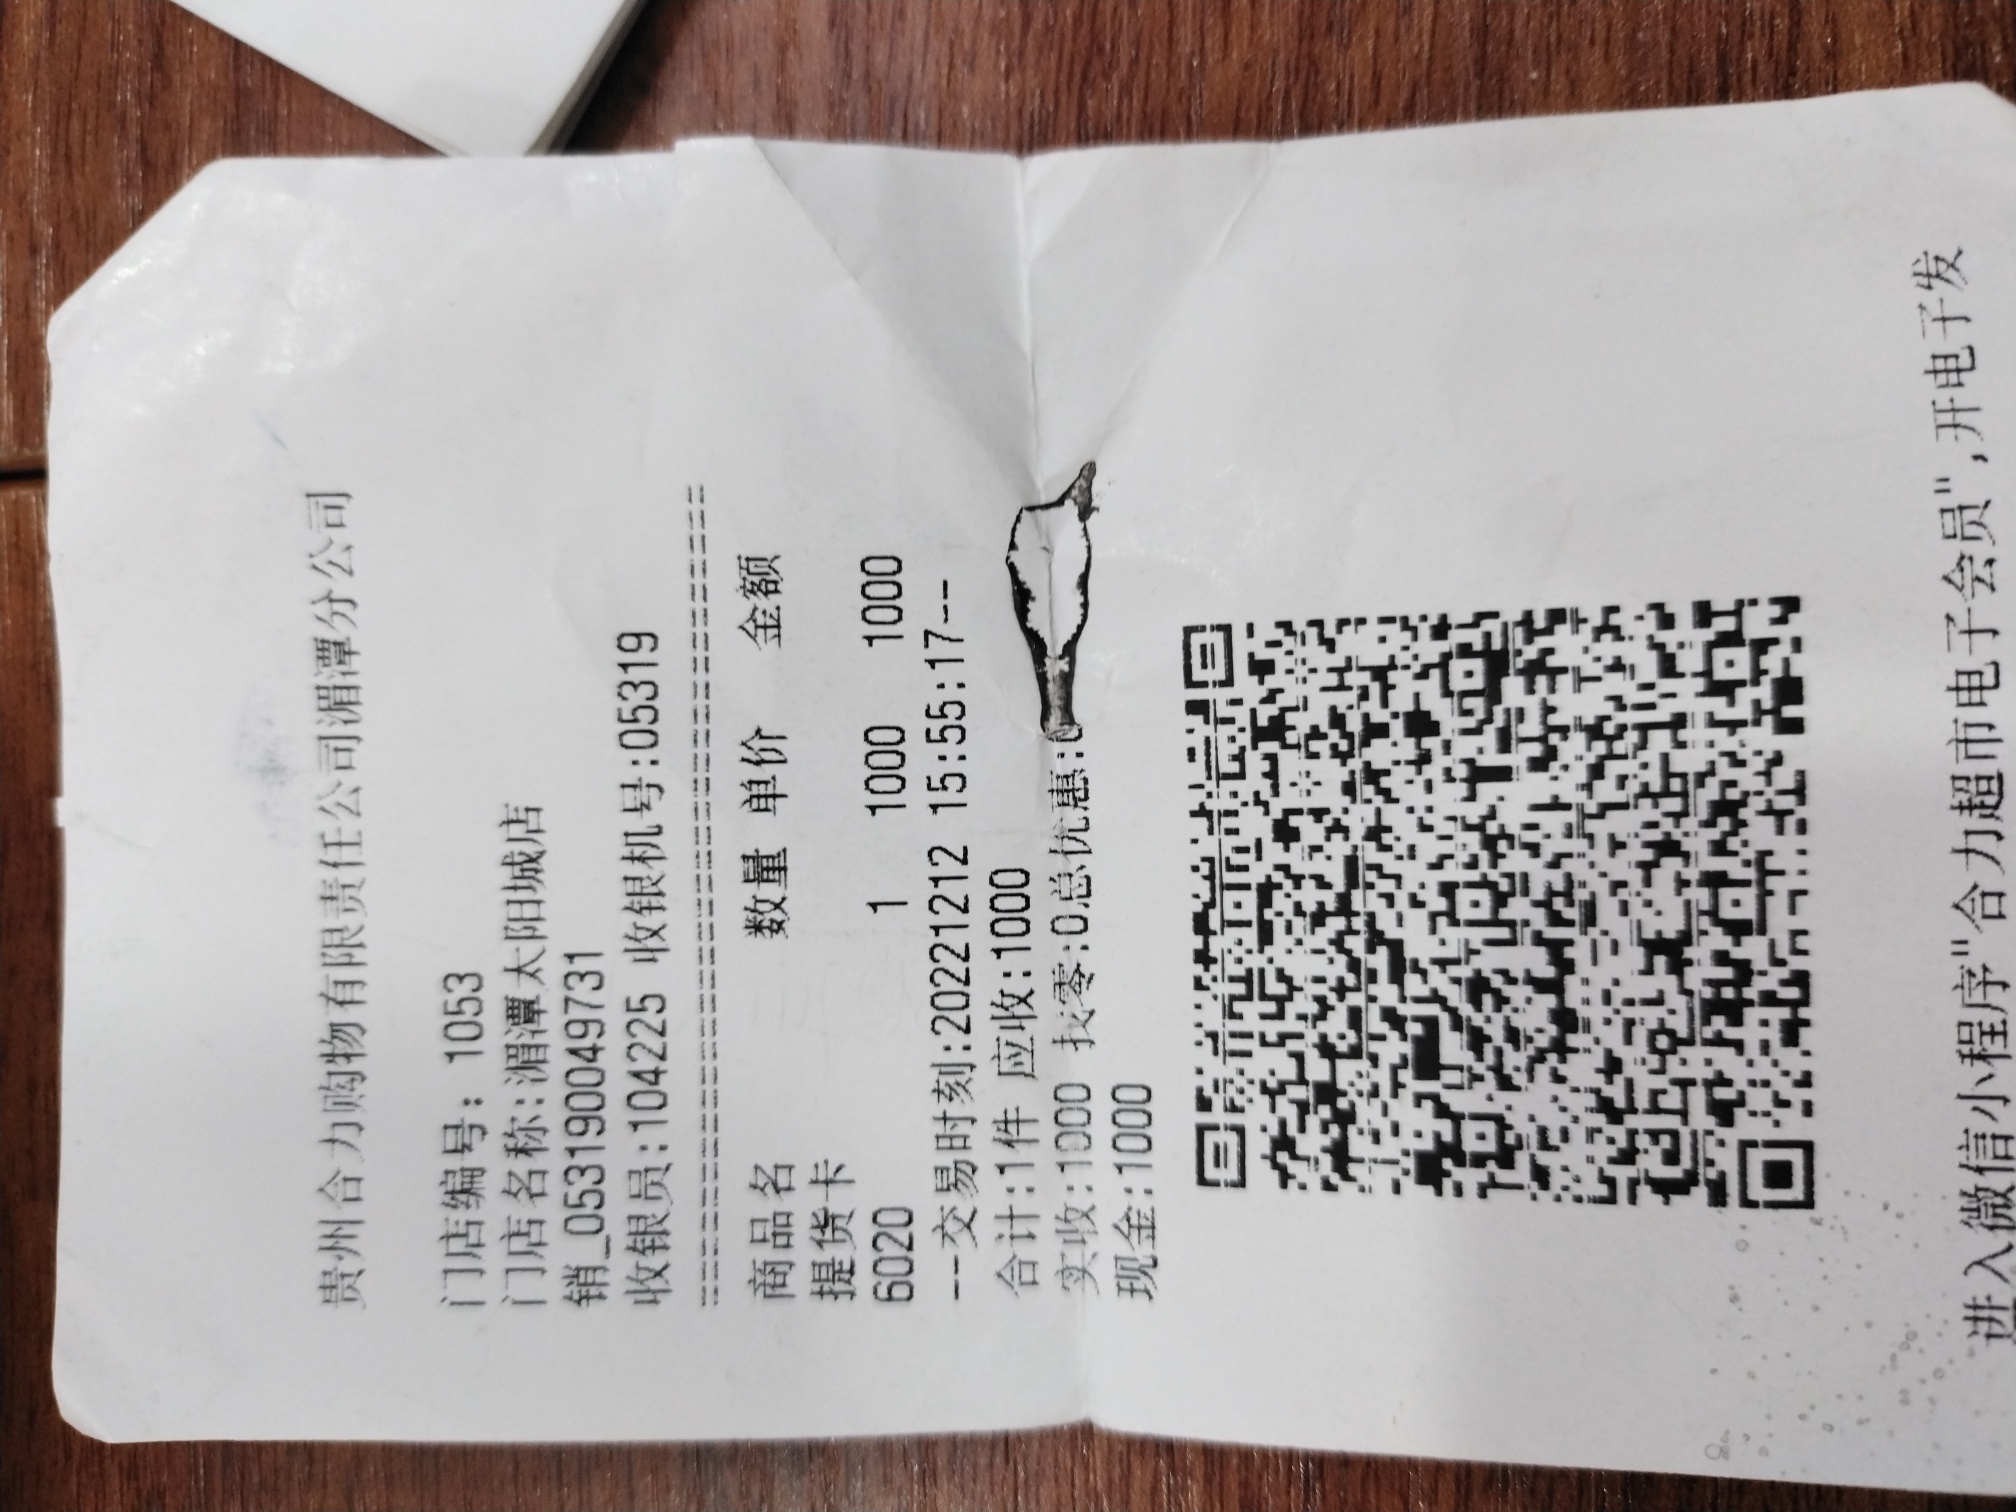 贵州合力购物有限责任公司湄潭分公司
门店编号: 1053
门店名称:湄潭太阳城店
销_0531900049731
收银员:104225 收银机号:05319
商品名 数量 单价 金额
提货卡
6020 1 1000 1000
--交易时刻:20221212 15:55:17--
合计:1件 应收:1000
实收:1000 找零:0总优惠:0
现金:1000
进入微信小程序"合力超市电子会员",开电子发